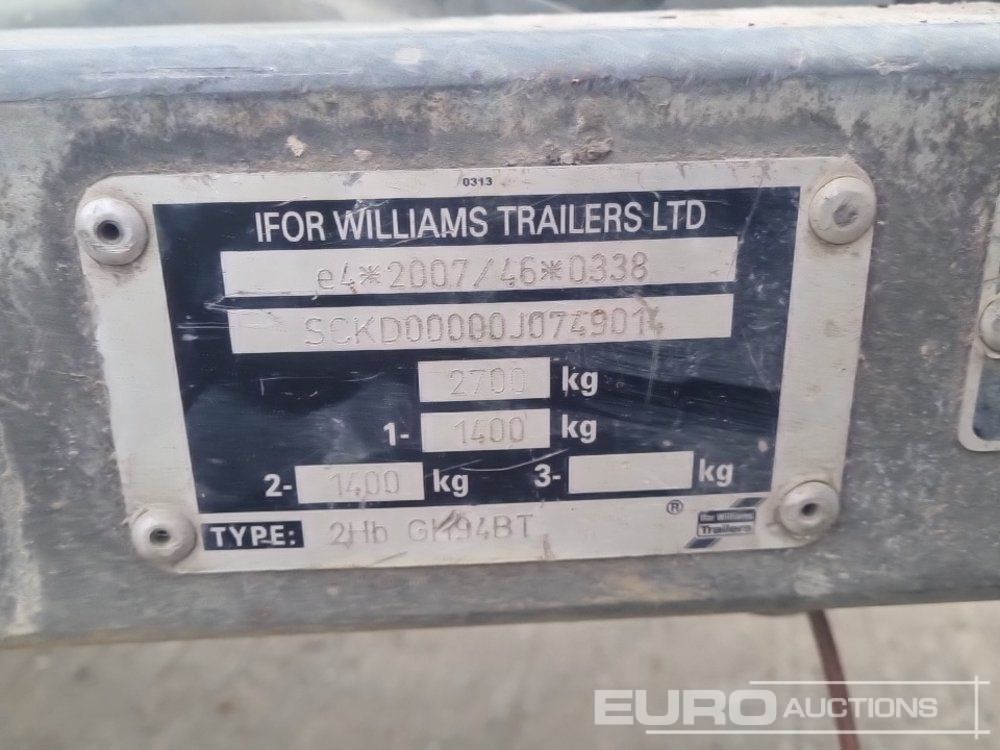 0313
IFOR WILLIAMS TRAILERS LTD
e4*2007/46*0338
SCKD00000J0749014
2700 kg
1- 1400 kg
2- 1400 kg 3- kg
TYPE: 2Hb GH94BT ®
Ifor Williams
Trailers
EURO AUCTIONS